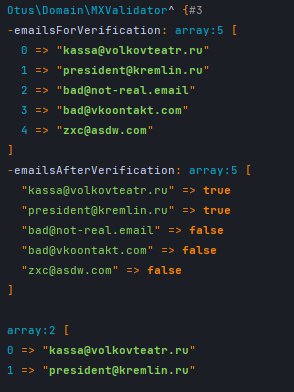 Otus\Domain\MXValidator^ {#3
-emailsForVerification: array:5 [
0 => "kassa@volkovteatr.ru"
1 => "president@kremlin.ru"
2 => "bad@not-real.email"
3 => "bad@vkoontakt.com"
4 => "zxc@asdw.com"
]
-emailsAfterVerification: array:5 [
"kassa@volkovteatr.ru" => true
"president@kremlin.ru" => true
"bad@not-real.email" => false
"bad@vkoontakt.com" => false
"zxc@asdw.com" => false
]
array:2 [
0 => "kassa@volkovteatr.ru"
1 => "president@kremlin.ru"